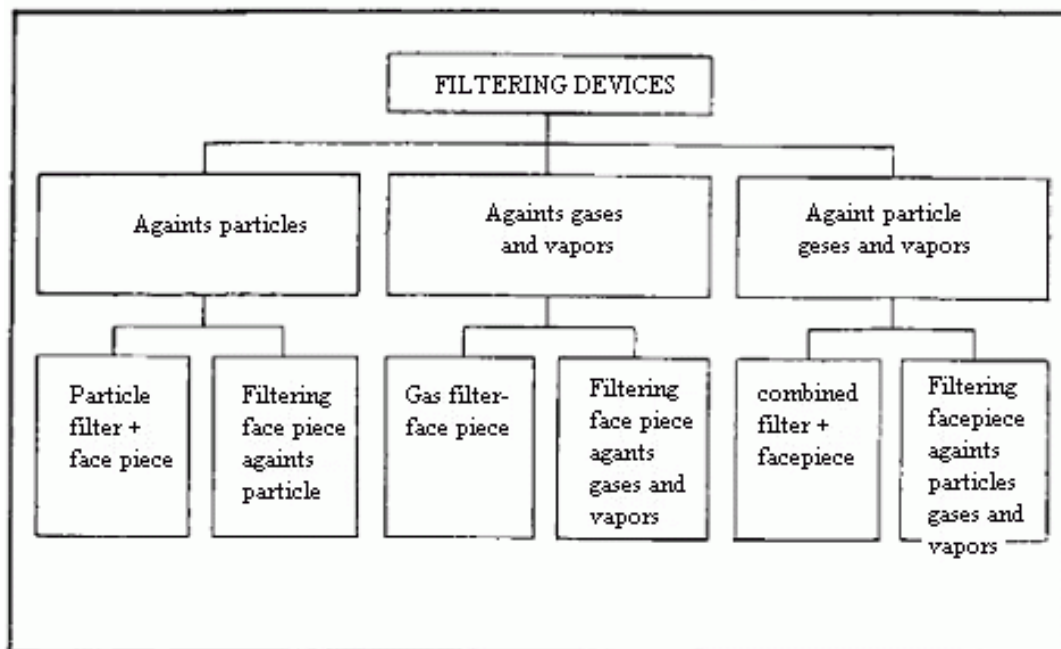 FILTERING DEVICES
Againts particles
Againts gases
and vapors
Againt particle
geses and vapors
Particle
filter +
face piece
Filtering
face piece
againts
particle
Gas filter-
face piece
Filtering
face piece
agants
gases and
vapors
combined
filter +
facepiece
Filtering
facepiece
againts
particles
gases and
vapors